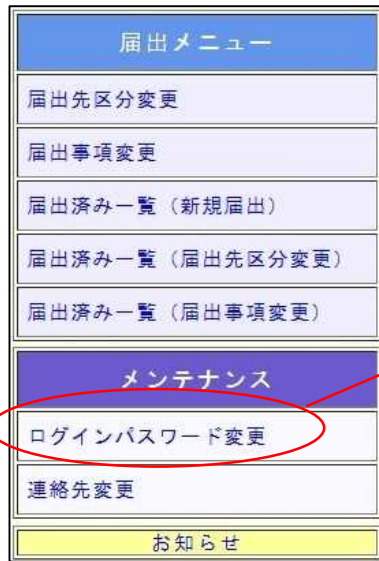 届出メニュー
届出先区分変更
届出事項変更
届出済み一覧（新規届出）
届出済み一覧（届出先区分変更）
届出済み一覧（届出事項変更）
メンテナンス
ログインパスワード変更
連絡先変更
お知らせ